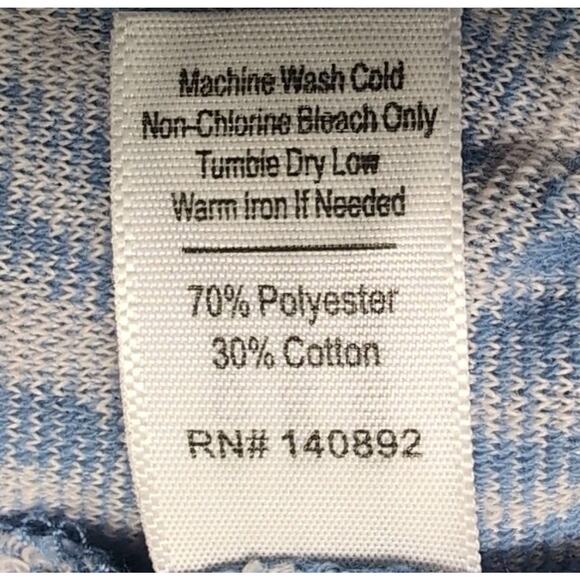 Machine Wash Cold
Non-Chlorine Bleach Only
Tumble Dry Low
Warm Iron If Needed
70% Polyester
30% Cotton
RN# 140892